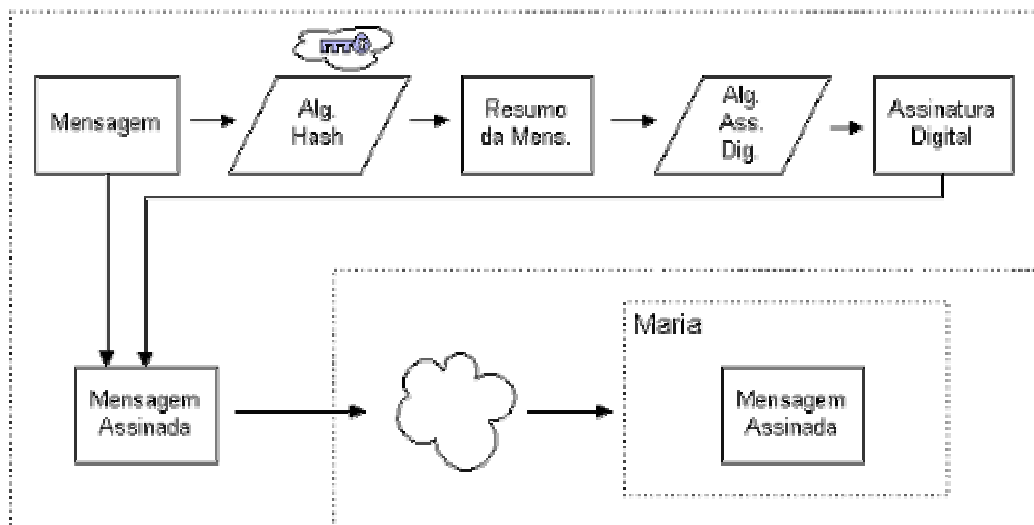 Mensagem
Alg.
Hash
Resumo
da Mens.
Alg.
Ass.
Dig.
Assinatura
Digital
Maria
Mensagem
Assinada
Mensagem
Assinada